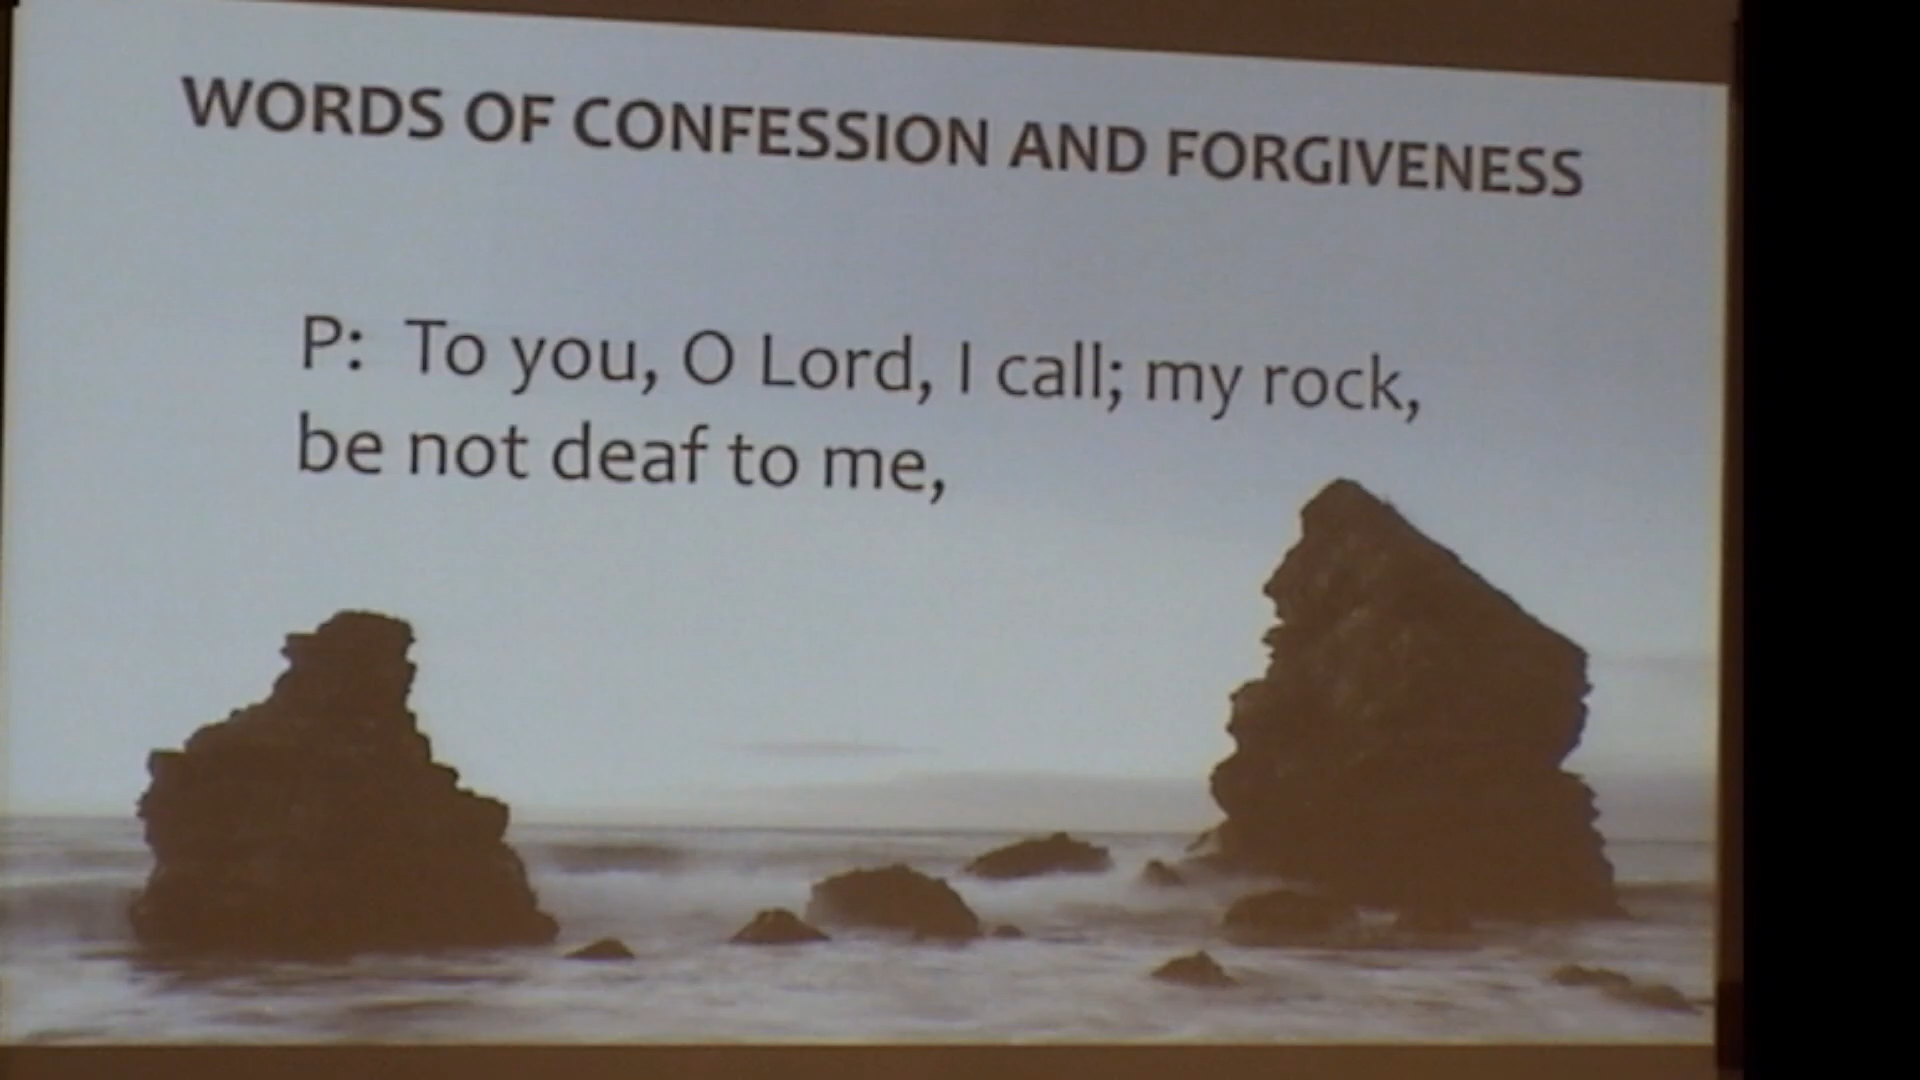 WORDS OF CONFESSION AND FORGIVENESS
P: To you, O Lord, I call; my rock,
be not deaf to me,